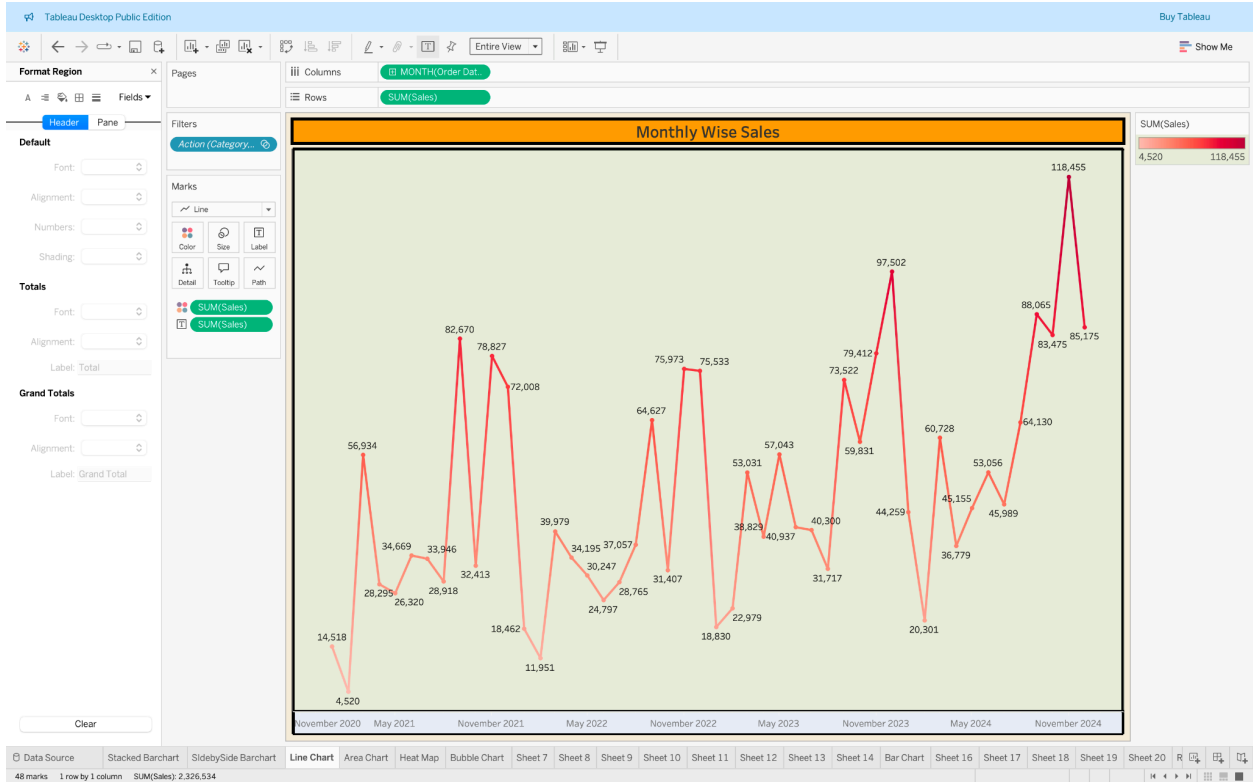 Tableau Desktop Public Edition
Buy Tableau
Entire View
Show Me
Format Region
Fields
Header
Pane
Default
Font:
Alignment:
Numbers:
Shading:
Totals
Font:
Alignment:
Label: Total
Grand Totals
Font:
Alignment:
Label: Grand Total
Clear
Pages
Filters
Action (Category...
Marks
Line
Color
Size
Label
Detail
Tooltip
Path
SUM(Sales)
SUM(Sales)
Columns
MONTH(Order Dat..
Rows
SUM(Sales)
Monthly Wise Sales
14,518
4,520
56,934
28,295
26,320
34,669
33,946
28,918
82,670
32,413
78,827
72,008
18,462
11,951
39,979
34,195
30,247
24,797
28,765
37,057
64,627
31,407
75,973
75,533
18,830
22,979
53,031
38,829
57,043
40,937
40,300
31,717
73,522
59,831
79,412
97,502
44,259
20,301
60,728
36,779
45,155
53,056
45,989
64,130
88,065
83,475
118,455
85,175
November 2020 May 2021 November 2021 May 2022 November 2022 May 2023 November 2023 May 2024 November 2024
SUM(Sales)
4,520 118,455
Data Source Stacked Barchart SIdebySide Barchart Line Chart Area Chart Heat Map Bubble Chart Sheet 7 Sheet 8 Sheet 9 Sheet 10 Sheet 11 Sheet 12 Sheet 13 Sheet 14 Bar Chart Sheet 16 Sheet 17 Sheet 18 Sheet 19 Sheet 20 R
48 marks 1 row by 1 column SUM(Sales): 2,326,534